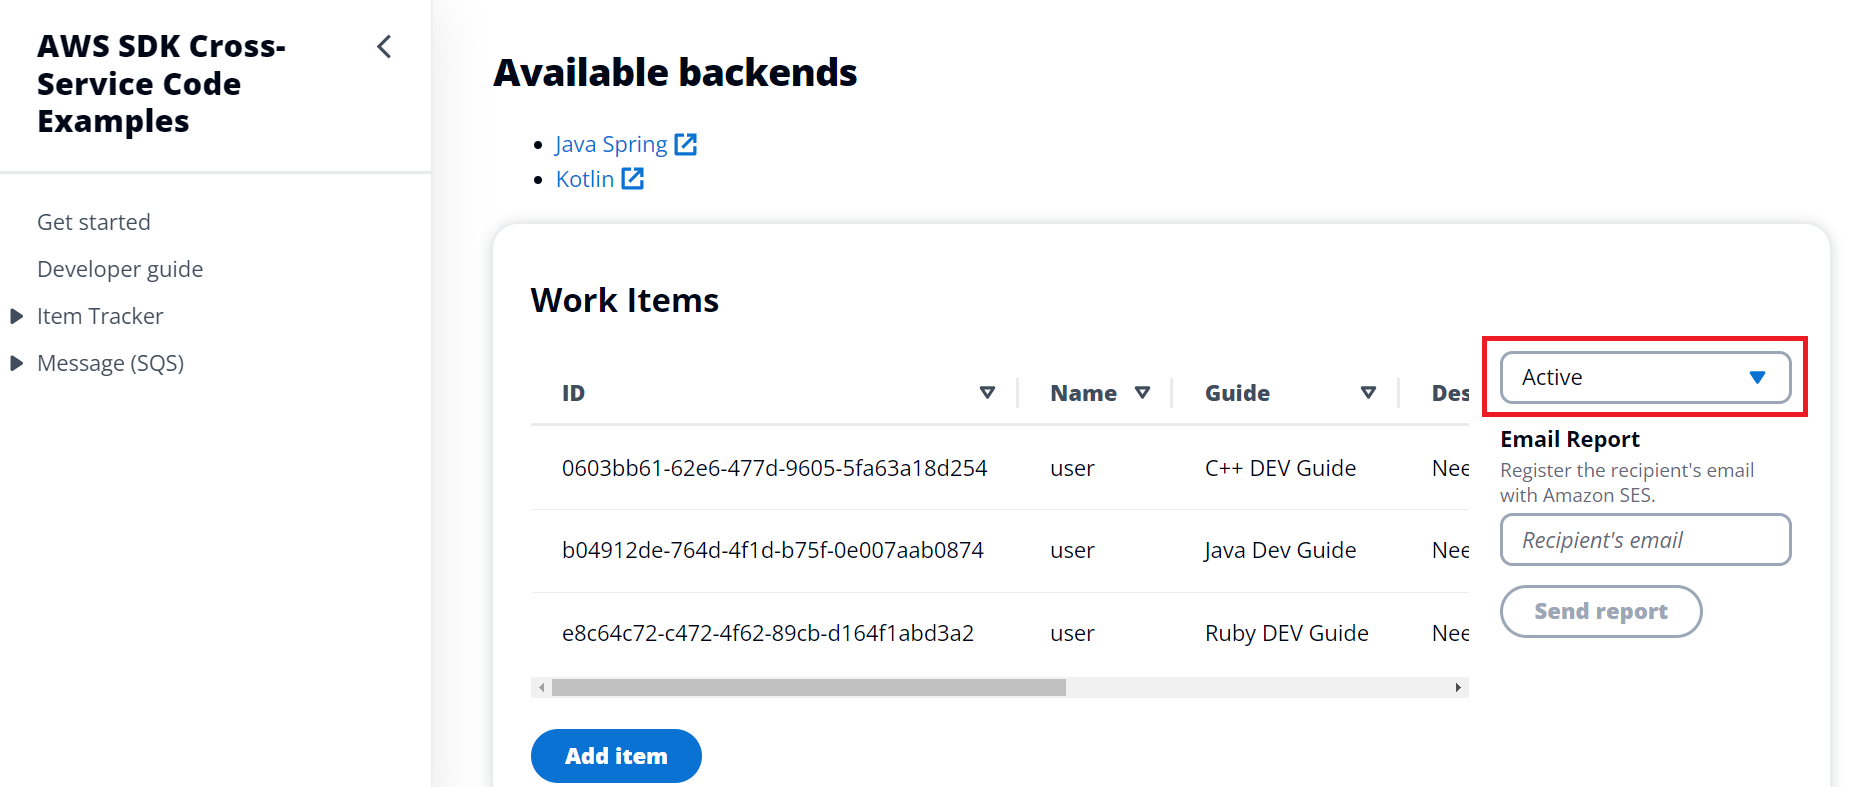 AWS SDK Cross-
Service Code
Examples
Get started
Developer guide
Item Tracker
Message (SQS)
Available backends
Java Spring
Kotlin
Work Items
ID Name Guide Des
0603bb61-62e6-477d-9605-5fa63a18d254 user C++ DEV Guide Nee
b04912de-764d-4f1d-b75f-0e007aab0874 user Java Dev Guide Nee
e8c64c72-c472-4f62-89cb-d164f1abd3a2 user Ruby DEV Guide Nee
Add item
Active
Email Report
Register the recipient's email
with Amazon SES.
Recipient's email
Send report